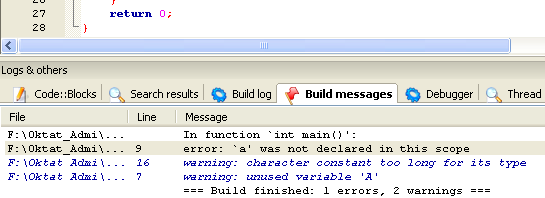 26 }
27 return 0;
28 }
Logs & others
Code::Blocks Search results Build log Build messages Debugger Thread
File Line Message
F:\Oktat_Admi\... In function `int main()':
F:\Oktat_Admi\... 9 error: `a' was not declared in this scope
F:\Oktat Admi\... 16 warning: character constant too long for its type
F:\Oktat Admi\... 7 warning: unused variable 'A'
=== Build finished: 1 errors, 2 warnings ===